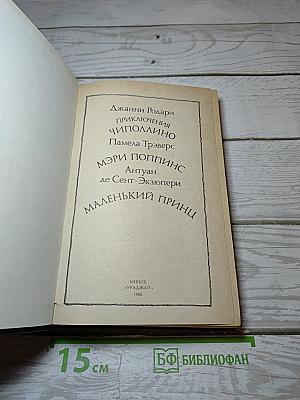 Джанни Родари
ПРИКЛЮЧЕНИЯ
ЧИПОЛЛИНО
Памела Трэверс
МЭРИ ПОППИНС
Антуан
де Сент-Экзюпери
МАЛЕНЬКИЙ ПРИНЦ
МИНСК
«УРАДЖАЙ»
1986
15 см
БФ БИБЛИОФАН